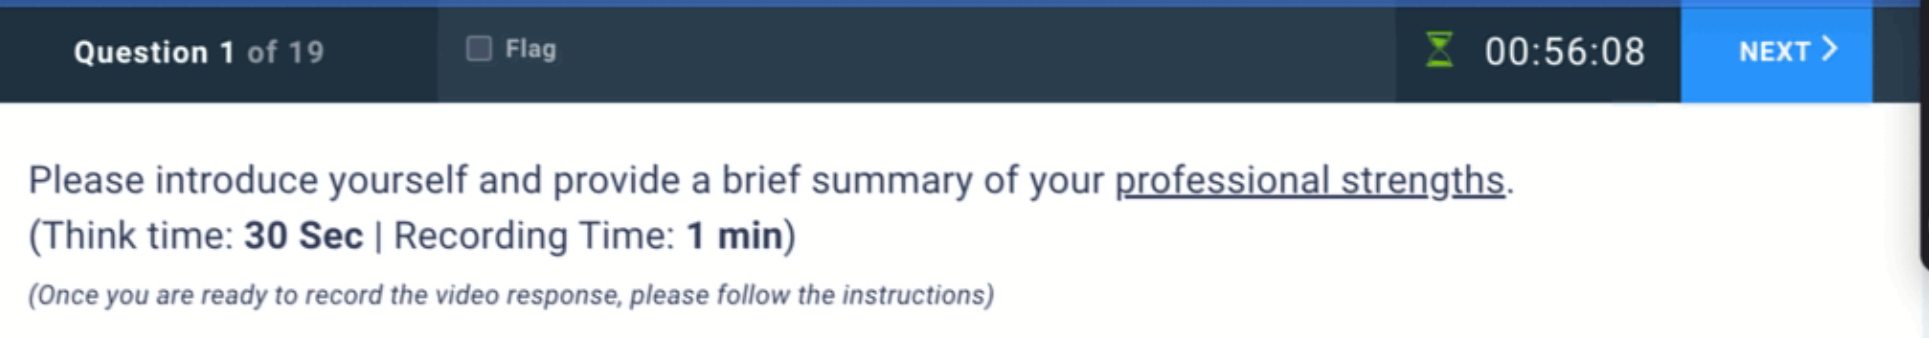 Question 1 of 19
Flag
00:56:08
NEXT >
Please introduce yourself and provide a brief summary of your professional strengths.
(Think time: 30 Sec | Recording Time: 1 min)
(Once you are ready to record the video response, please follow the instructions)